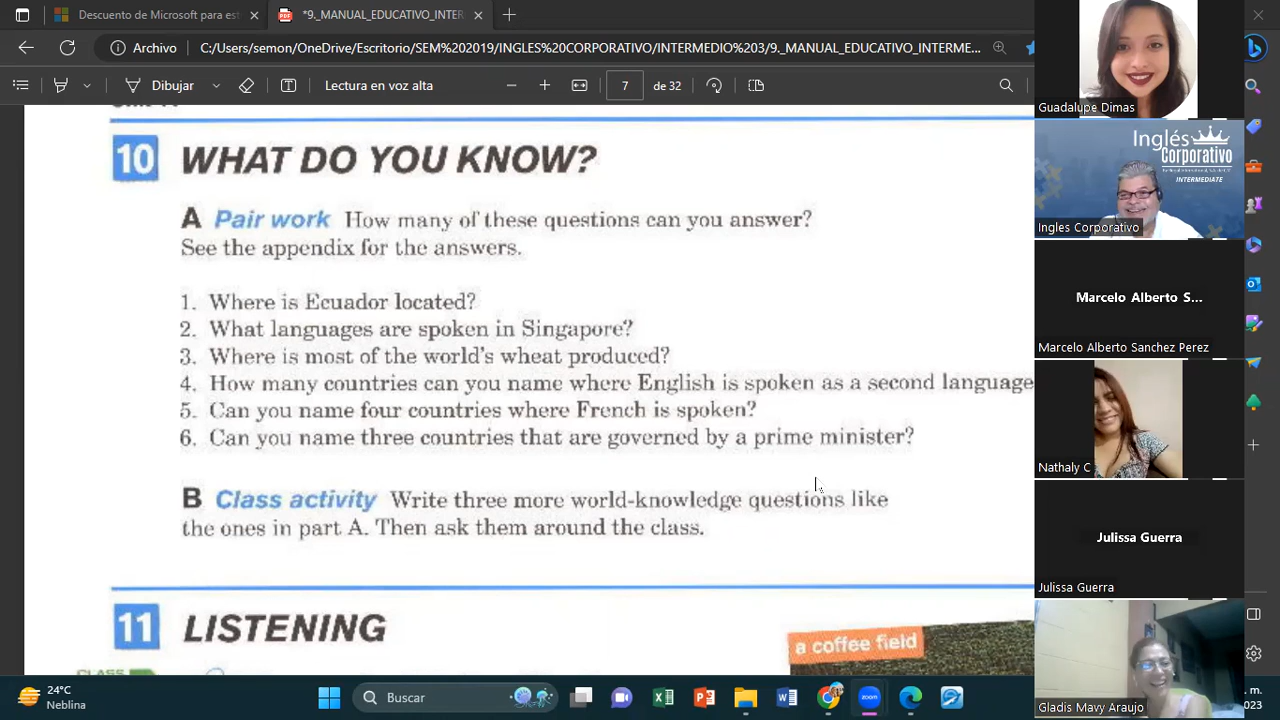 Descuento de Microsoft para est
*9._MANUAL_EDUCATIVO_INTER
Archivo
C:/Users/semon/OneDrive/Escritorio/SEM%202019/INGLES%20CORPORATIVO/INTERMEDIO%203/9._MANUAL_EDUCATIVO_INTERME...
Dibujar
Lectura en voz alta
7
de 32
10 WHAT DO YOU KNOW?
A Pair work How many of these questions can you answer?
See the appendix for the answers.
1. Where is Ecuador located?
2. What languages are spoken in Singapore?
3. Where is most of the world's wheat produced?
4. How many countries can you name where English is spoken as a second language
5. Can you name four countries where French is spoken?
6. Can you name three countries that are governed by a prime minister?
B Class activity Write three more world-knowledge questions like
the ones in part A. Then ask them around the class.
11 LISTENING
CLASS
a coffee field
Guadalupe Dimas
Inglés
Corporativo
INTERMEDIATE
Ingles Corporativo
Marcelo Alberto S...
Marcelo Alberto Sanchez Perez
Nathaly C
Julissa Guerra
Julissa Guerra
Gladis Mavy Araujo
24°C
Neblina
Buscar
zoom
m.
023